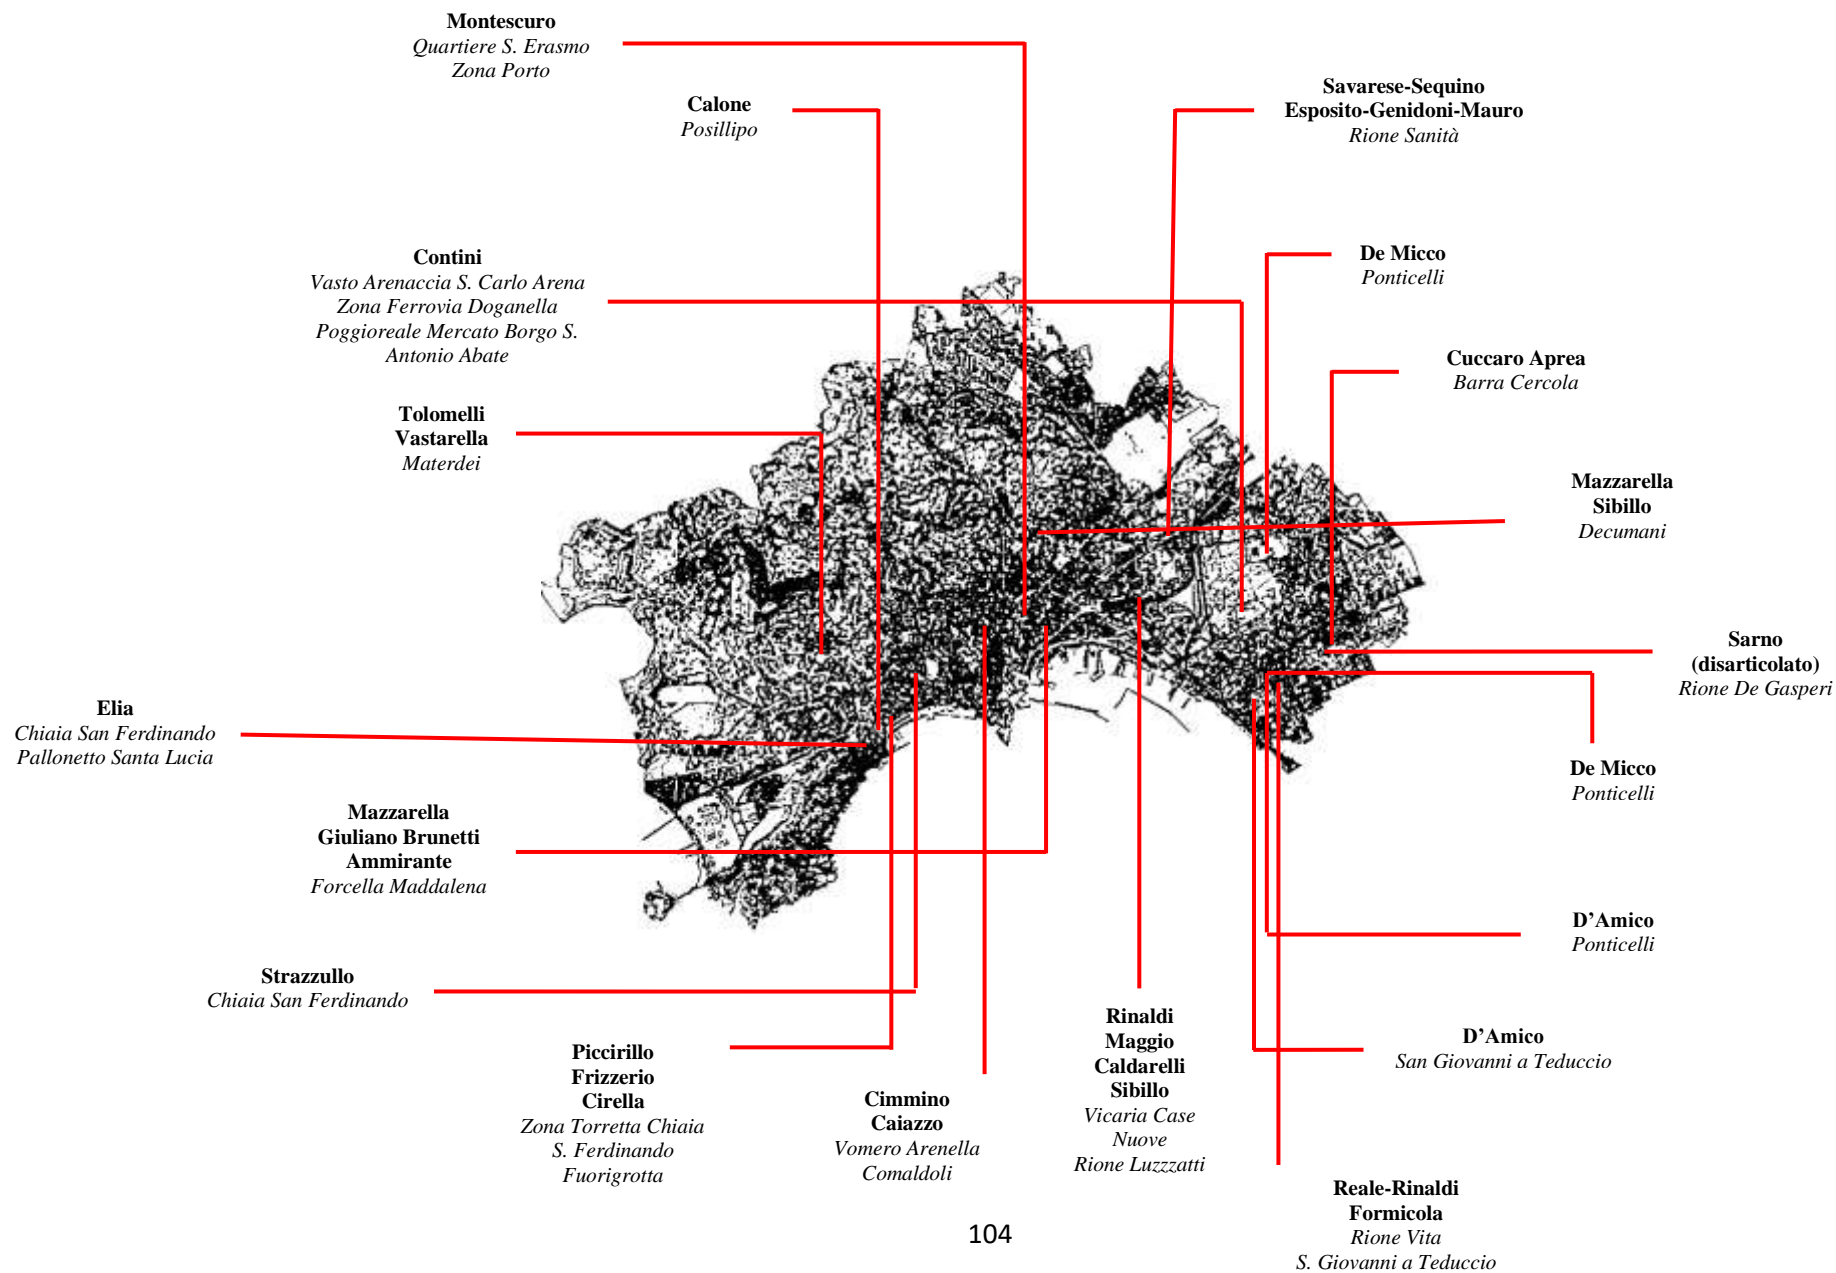 Montescuro
Quartiere S. Erasmo
Zona Porto
Calone
Posillipo
Savarese-Sequino
Esposito-Genidoni-Mauro
Rione Sanità
Contini
Vasto Arenaccia S. Carlo Arena
Zona Ferrovia Doganella
Poggioreale Mercato Borgo S.
Antonio Abate
De Micco
Ponticelli
Cuccaro Aprea
Barra Cercola
Tolomelli
Vastarella
Materdei
Mazzarella
Sibillo
Decumani
Sarno
(disarticolato)
Rione De Gasperi
Elia
Chiaia San Ferdinando
Pallonetto Santa Lucia
De Micco
Ponticelli
Mazzarella
Giuliano Brunetti
Ammirante
Forcella Maddalena
D’Amico
Ponticelli
Strazzullo
Chiaia San Ferdinando
Piccirillo
Frizzerio
Cirella
Zona Torretta Chiaia
S. Ferdinando
Fuorigrotta
Cimmino
Caiazzo
Vomero Arenella
Comaldoli
Rinaldi
Maggio
Caldarelli
Sibillo
Vicaria Case
Nuove
Rione Luzzzatti
D’Amico
San Giovanni a Teduccio
Reale-Rinaldi
Formicola
Rione Vita
S. Giovanni a Teduccio
104